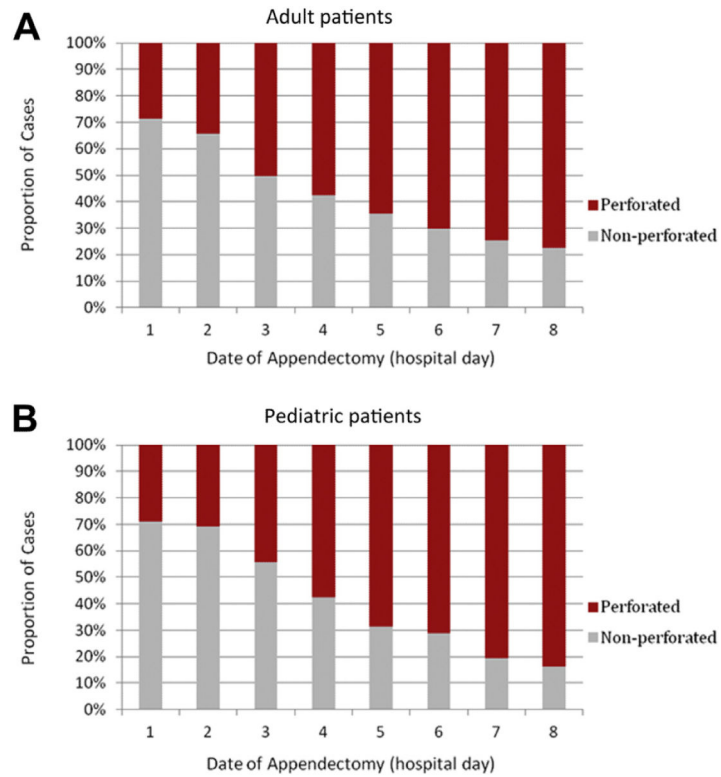 A
Adult patients
100%
90%
80%
70%
60%
50%
40%
30%
20%
10%
0%
Proportion of Cases
1 2 3 4 5 6 7 8
Date of Appendectomy (hospital day)
Perforated
Non-perforated
B
Pediatric patients
100%
90%
80%
70%
60%
50%
40%
30%
20%
10%
0%
Proportion of Cases
1 2 3 4 5 6 7 8
Date of Appendectomy (hospital day)
Perforated
Non-perforated